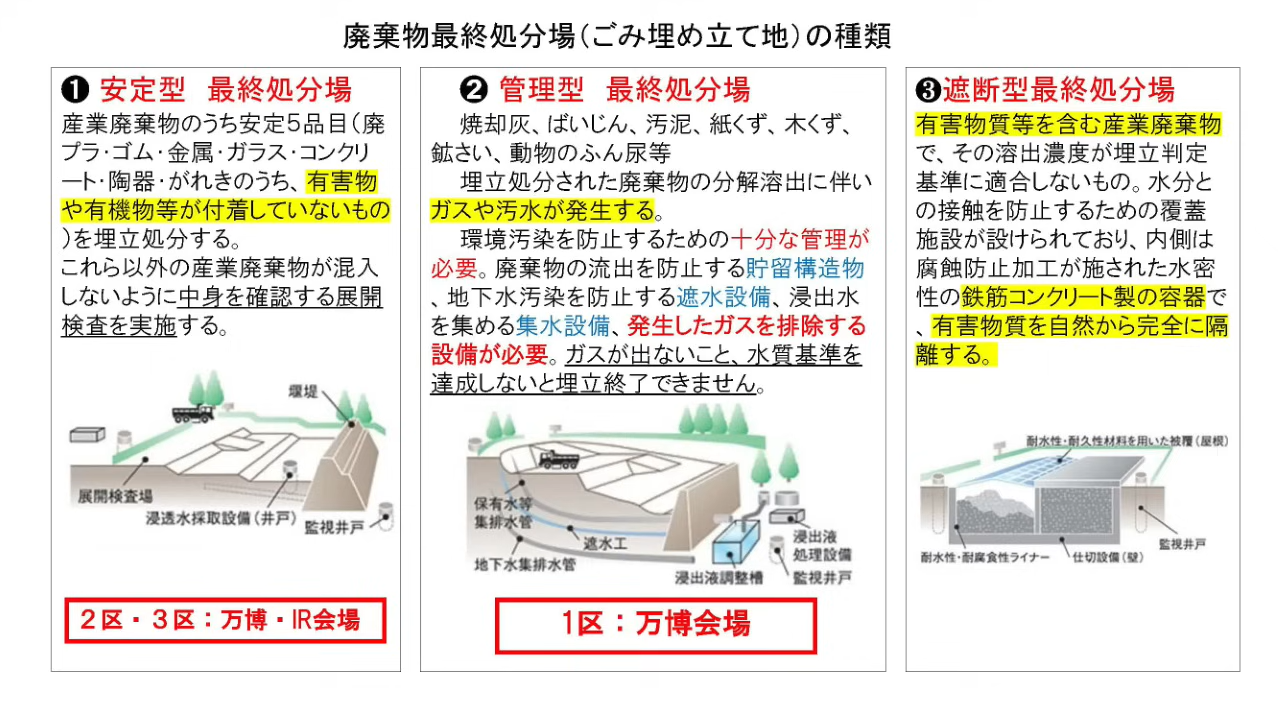 廃棄物最終処分場(ごみ埋め立て地)の種類
❶ 安定型 最終処分場
産業廃棄物のうち安定5品目(廃
プラ・ゴム・金属・ガラス・コンクリ
ート・陶器・がれきのうち、有害物
や有機物等が付着していないもの
)を埋立処分する。
これら以外の産業廃棄物が混入
しないように中身を確認する展開
検査を実施する。
堰堤
展開検査場
浸透水採取設備(井戸)
監視井戸
2区・3区:万博・IR会場
❷ 管理型 最終処分場
焼却灰、ばいじん、汚泥、紙くず、木くず、
鉱さい、動物のふん尿等
埋立処分された廃棄物の分解溶出に伴い
ガスや汚水が発生する。
環境汚染を防止するための十分な管理が
必要。廃棄物の流出を防止する貯留構造物
、地下水汚染を防止する遮水設備、浸出水
を集める集水設備、発生したガスを排除する
設備が必要。ガスが出ないこと、水質基準を
達成しないと埋立終了できません。
保有水等
集排水管
遮水工
地下水集排水管
浸出液
処理設備
浸出液調整槽
監視井戸
1区:万博会場
❸遮断型最終処分場
有害物質等を含む産業廃棄物
で、その溶出濃度が埋立判定
基準に適合しないもの。水分と
の接触を防止するための覆蓋
施設が設けられており、内側は
腐蝕防止加工が施された水密
性の鉄筋コンクリート製の容器で
、有害物質を自然から完全に隔
離する。
耐水性・耐久性材料を用いた被覆(屋根)
耐水性・耐腐食性ライナー
仕切設備(壁)
監視井戸